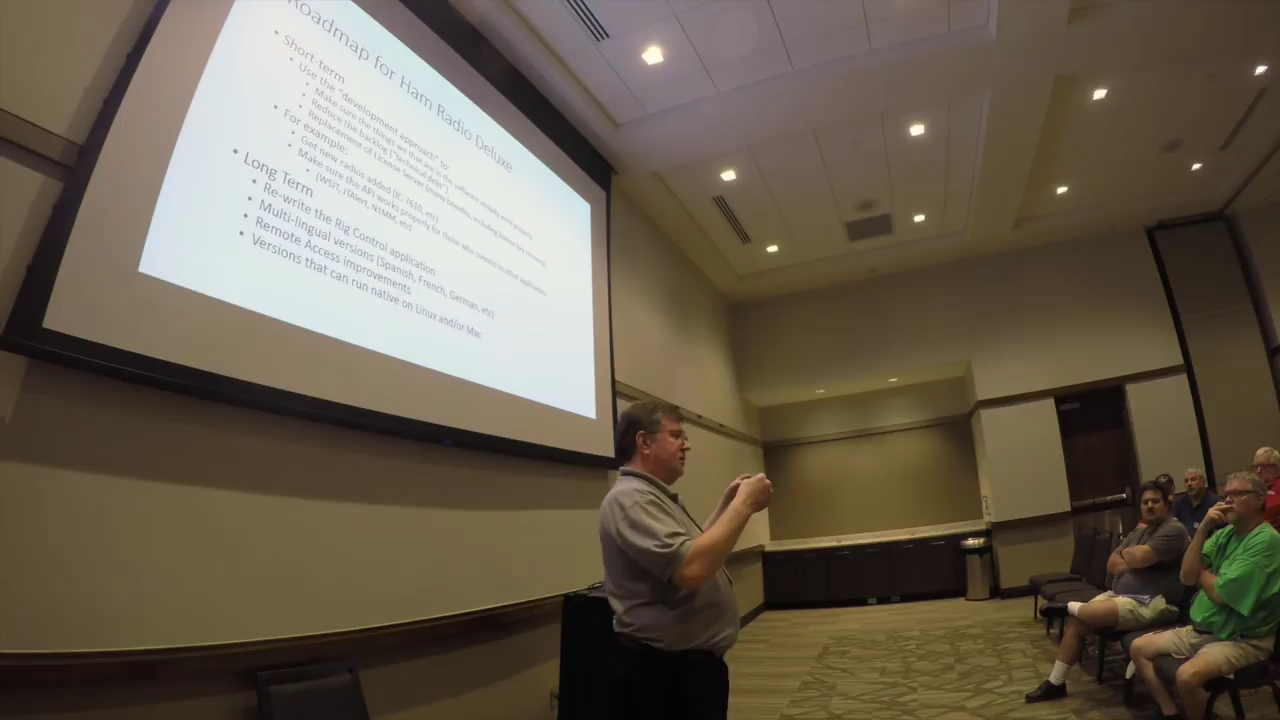 Roadmap for Ham Radio Deluxe
• Short-term
• Use the "development approach" to:
• Make sure the things we that are in the software already work properly
• Reduce the backlog ("technical debt")
• Replacement of License Server (many benefits, including
• For example:
• Get new radios added (IC-7610, etc)
• Make sure the API works properly for those who connect to other applications
(WSJT, JTAlert, N1MM, etc)
• Long Term
• Re-write the Rig Control application
• Multi-lingual versions (Spanish, French, German, etc)
• Remote Access improvements
• Versions that can run native on Linux and/or Mac